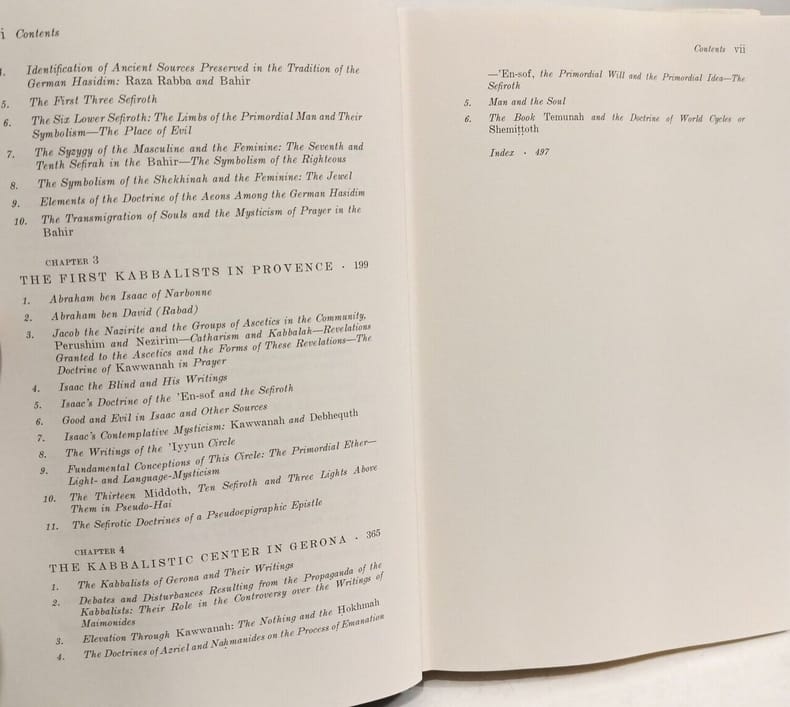 i Contents
Identification of Ancient Sources Preserved in the Tradition of the
German Hasidim: Raza Rabba and Bahir
5. The First Three Sefiroth
6. The Six Lower Sefiroth: The Limbs of the Primordial Man and Their
Symbolism—The Place of Evil
7. The Syzygy of the Masculine and the Feminine: The Seventh and
Tenth Sefirah in the Bahir—The Symbol of the Righteous
8. The Symbolism of the Shekhinah and the Feminine: The Jewel
9. Elements of the Doctrine of the Aeons Among the German Hasidim
10. The Transmigration of Souls and the Mysticism of Prayer in the
Bahir
CHAPTER 3
THE FIRST KABBALISTS IN PROVENCE · 199
1. Abraham ben Isaac of Narbonne
2. Abraham ben David (Rabad)
3. Jacob the Nazirite and the Groups of Ascetics in the Community,
Perushim and Nezirim—Catharism and Kabbalah—Revelations
Granted to the Ascetics and the Forms of These Revelations—The
Doctrine of Kawwanah in Prayer
4. Isaac the Blind and His Writings
5. Isaac's Doctrine of the 'En-sof and the Sefiroth
6. Good and Evil in Isaac and Other Sources
7. Isaac's Contemplative Mysticism: Kawwanah and Debhequth
8. The Writings of the 'Iyyun Circle
9. Fundamental Conceptions of This Circle: The Primordial Ether—
Light- and Language-Mysticism
10. The Thirteen Middoth, Ten Sefiroth and Three Lights Above
Them in Pseudo-Hai
11. The Sefirotic Doctrines of a Pseudoepigraphic Epistle
CHAPTER 4
THE KABBALISTIC CENTER IN GERONA · 365
1. The Kabbalists of Gerona and Their Writings
2. Debates and Disturbances Resulting from the Propaganda of the
Kabbalists: Their Role in the Controversy over the Writings of
Maimonides
3. Elevation Through Kawwanah: The Nothing and the Ḥokhmah
4. The Doctrines of Azriel and Naḥmanides on the Process of Emanation
Contents vii
—'En-sof, the Primordial Will and the Primordial Idea—The
Sefiroth
5. Man and the Soul
6. The Book Temunah and the Doctrine of World Cycles or
Shemiṭṭoth
Index · 497